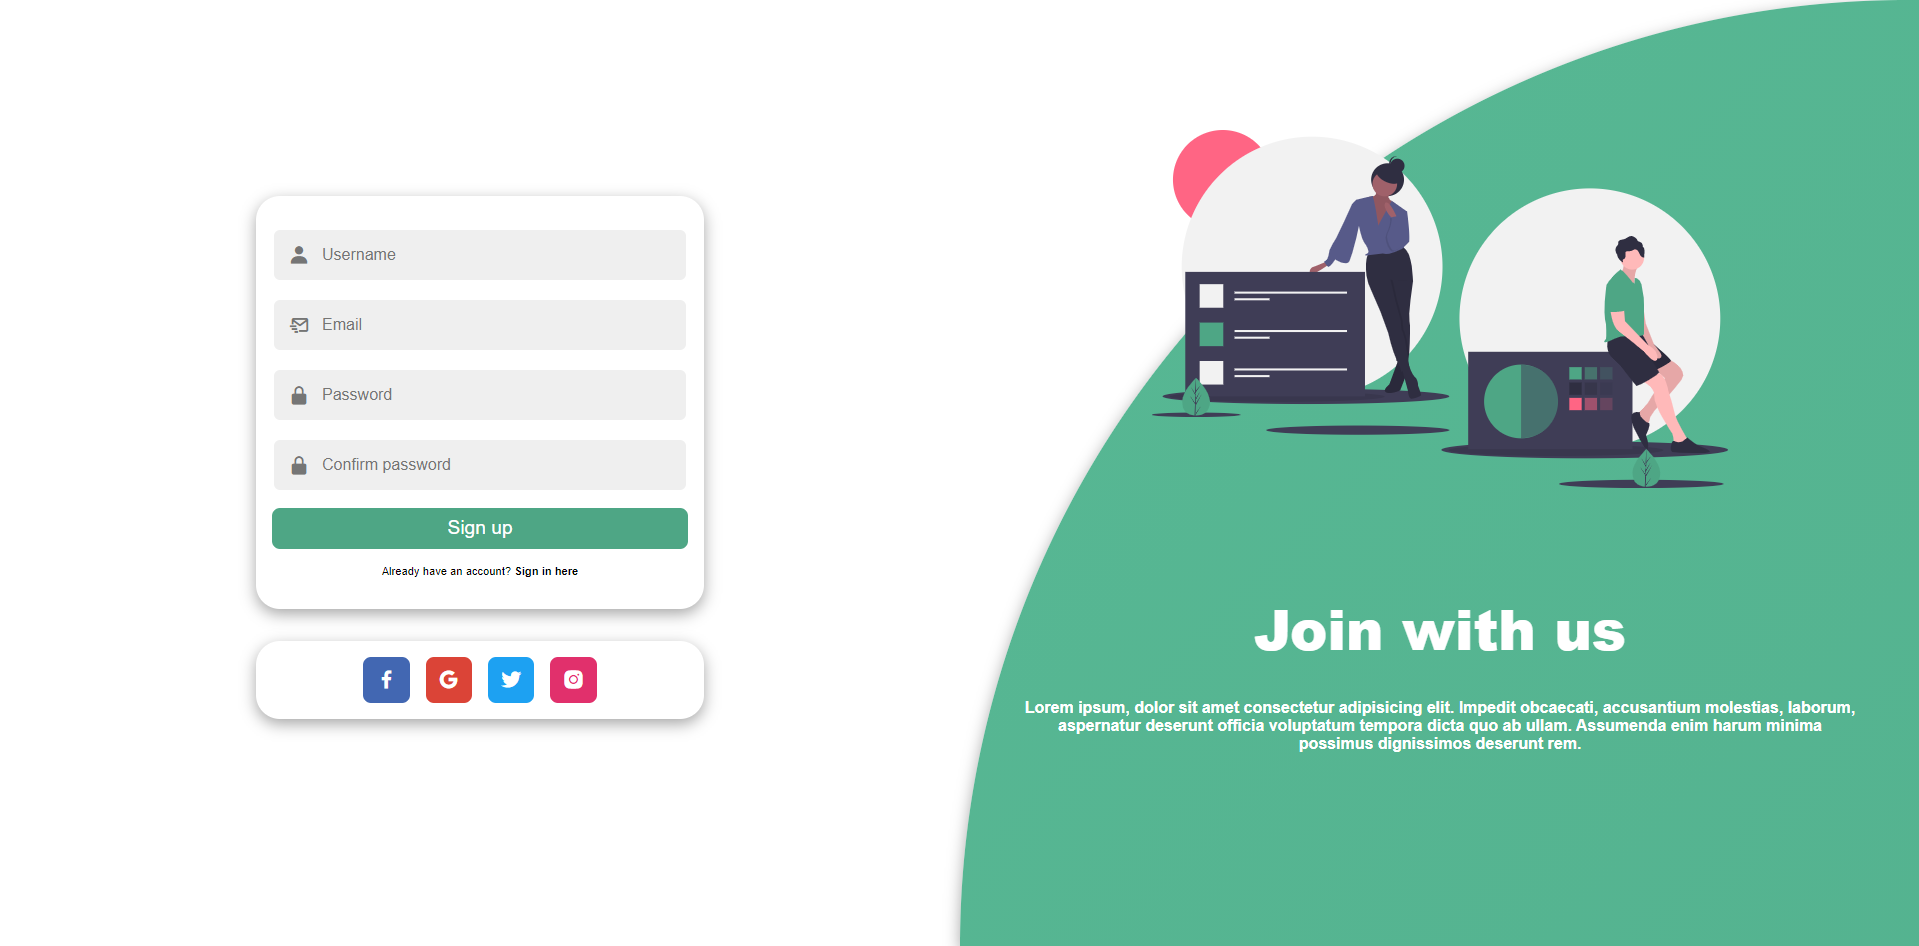 Username
Email
Password
Confirm password
Sign up
Already have an account? Sign in here
Join with us
Lorem ipsum, dolor sit amet consectetur adipisicing elit. Impedit obcaecati, accusantium molestias, laborum,
aspernatur deserunt officia voluptatum tempora dicta quo ab ullam. Assumenda enim harum minima
possimus dignissimos deserunt rem.